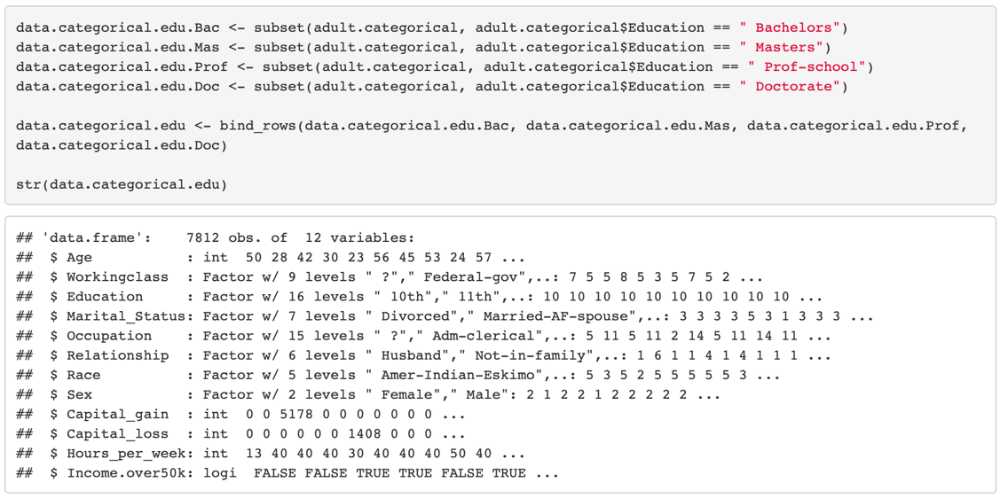 data.categorical.edu.Bac <- subset(adult.categorical, adult.categorical$Education == " Bachelors")
data.categorical.edu.Mas <- subset(adult.categorical, adult.categorical$Education == " Masters")
data.categorical.edu.Prof <- subset(adult.categorical, adult.categorical$Education == " Prof-school")
data.categorical.edu.Doc <- subset(adult.categorical, adult.categorical$Education == " Doctorate")
data.categorical.edu <- bind_rows(data.categorical.edu.Bac, data.categorical.edu.Mas, data.categorical.edu.Prof,
data.categorical.edu.Doc)
str(data.categorical.edu)
## 'data.frame':    7812 obs. of  12 variables:
##  $ Age           : int  50 28 42 30 23 56 45 53 24 57 ...
##  $ Workingclass  : Factor w/ 9 levels " ?"," Federal-gov",..: 7 5 5 8 5 3 5 7 5 2 ...
##  $ Education     : Factor w/ 16 levels " 10th"," 11th",..: 10 10 10 10 10 10 10 10 10 10 ...
##  $ Marital_Status: Factor w/ 7 levels " Divorced"," Married-AF-spouse",..: 3 3 3 3 5 3 1 3 3 3 ...
##  $ Occupation    : Factor w/ 15 levels " ?"," Adm-clerical",..: 5 11 5 11 2 14 5 11 14 11 ...
##  $ Relationship  : Factor w/ 6 levels " Husband"," Not-in-family",..: 1 6 1 1 4 1 4 1 1 1 ...
##  $ Race          : Factor w/ 5 levels " Amer-Indian-Eskimo",..: 5 3 5 2 5 5 5 5 5 3 ...
##  $ Sex           : Factor w/ 2 levels " Female"," Male": 2 1 2 2 1 2 2 2 2 2 ...
##  $ Capital_gain  : int  0 0 5178 0 0 0 0 0 0 0 ...
##  $ Capital_loss  : int  0 0 0 0 0 0 1408 0 0 0 ...
##  $ Hours_per_week: int  13 40 40 40 30 40 40 40 50 40 ...
##  $ Income.over50k: logi  FALSE FALSE TRUE TRUE FALSE TRUE ...